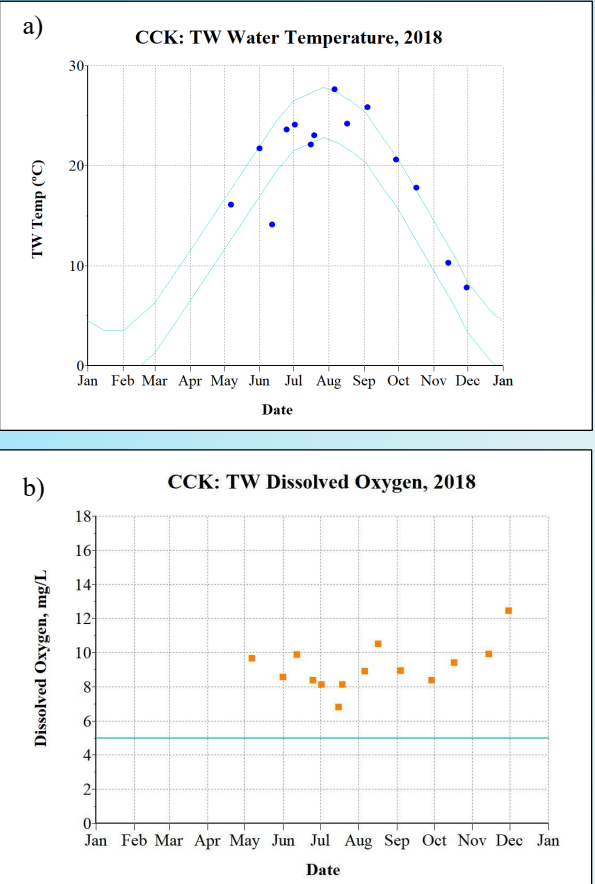 a)
CCK: TW Water Temperature, 2018
30
20
10
0
TW Temp (ºC)
Jan Feb Mar Apr May Jun Jul Aug Sep Oct Nov Dec Jan
Date
b)
CCK: TW Dissolved Oxygen, 2018
18
16
14
12
10
8
6
4
2
0
Dissolved Oxygen, mg/L
Jan Feb Mar Apr May Jun Jul Aug Sep Oct Nov Dec Jan
Date